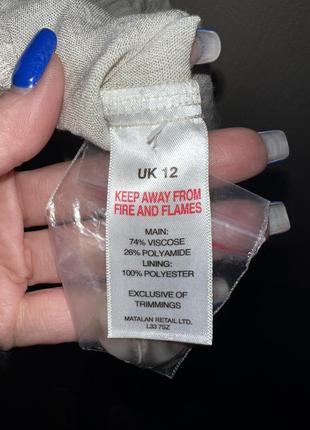 UK 12
KEEP AWAY FROM
FIRE AND FLAMES
MAIN:
74% VISCOSE
26% POLYAMIDE
LINING:
100% POLYESTER
EXCLUSIVE OF
TRIMMINGS
MATALAN RETAIL LTD.
L33 7SZ